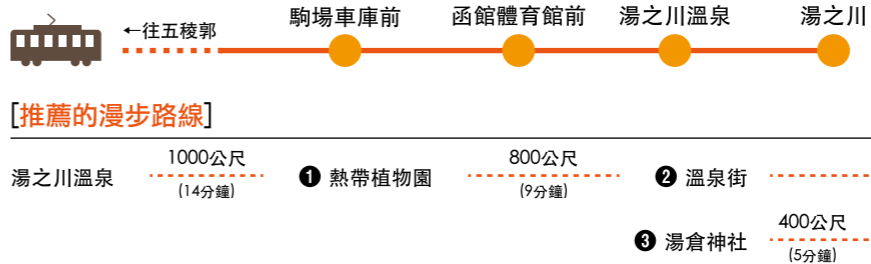 ←往五稜郭
駒場車庫前 函館體育館前 湯之川溫泉 湯之川
[推薦的漫步路線]
湯之川溫泉 1000公尺 (14分鐘) ❶ 熱帶植物園 800公尺 (9分鐘) ❷ 溫泉街
❸ 湯倉神社 400公尺 (5分鐘)